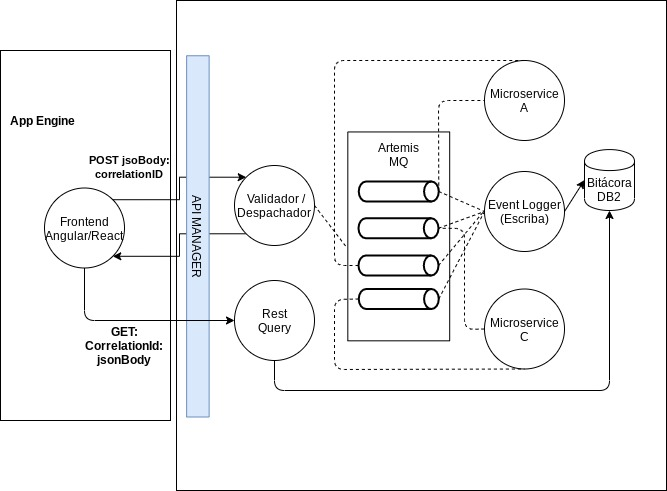 App Engine
POST jsoBody:
correlationID
Frontend
Angular/React
GET:
CorrelationId:
jsonBody
API MANAGER
Validador /
Despachador
Rest
Query
Artemis
MQ
Microservice
A
Event Logger
(Escriba)
Microservice
C
Bitácora
DB2